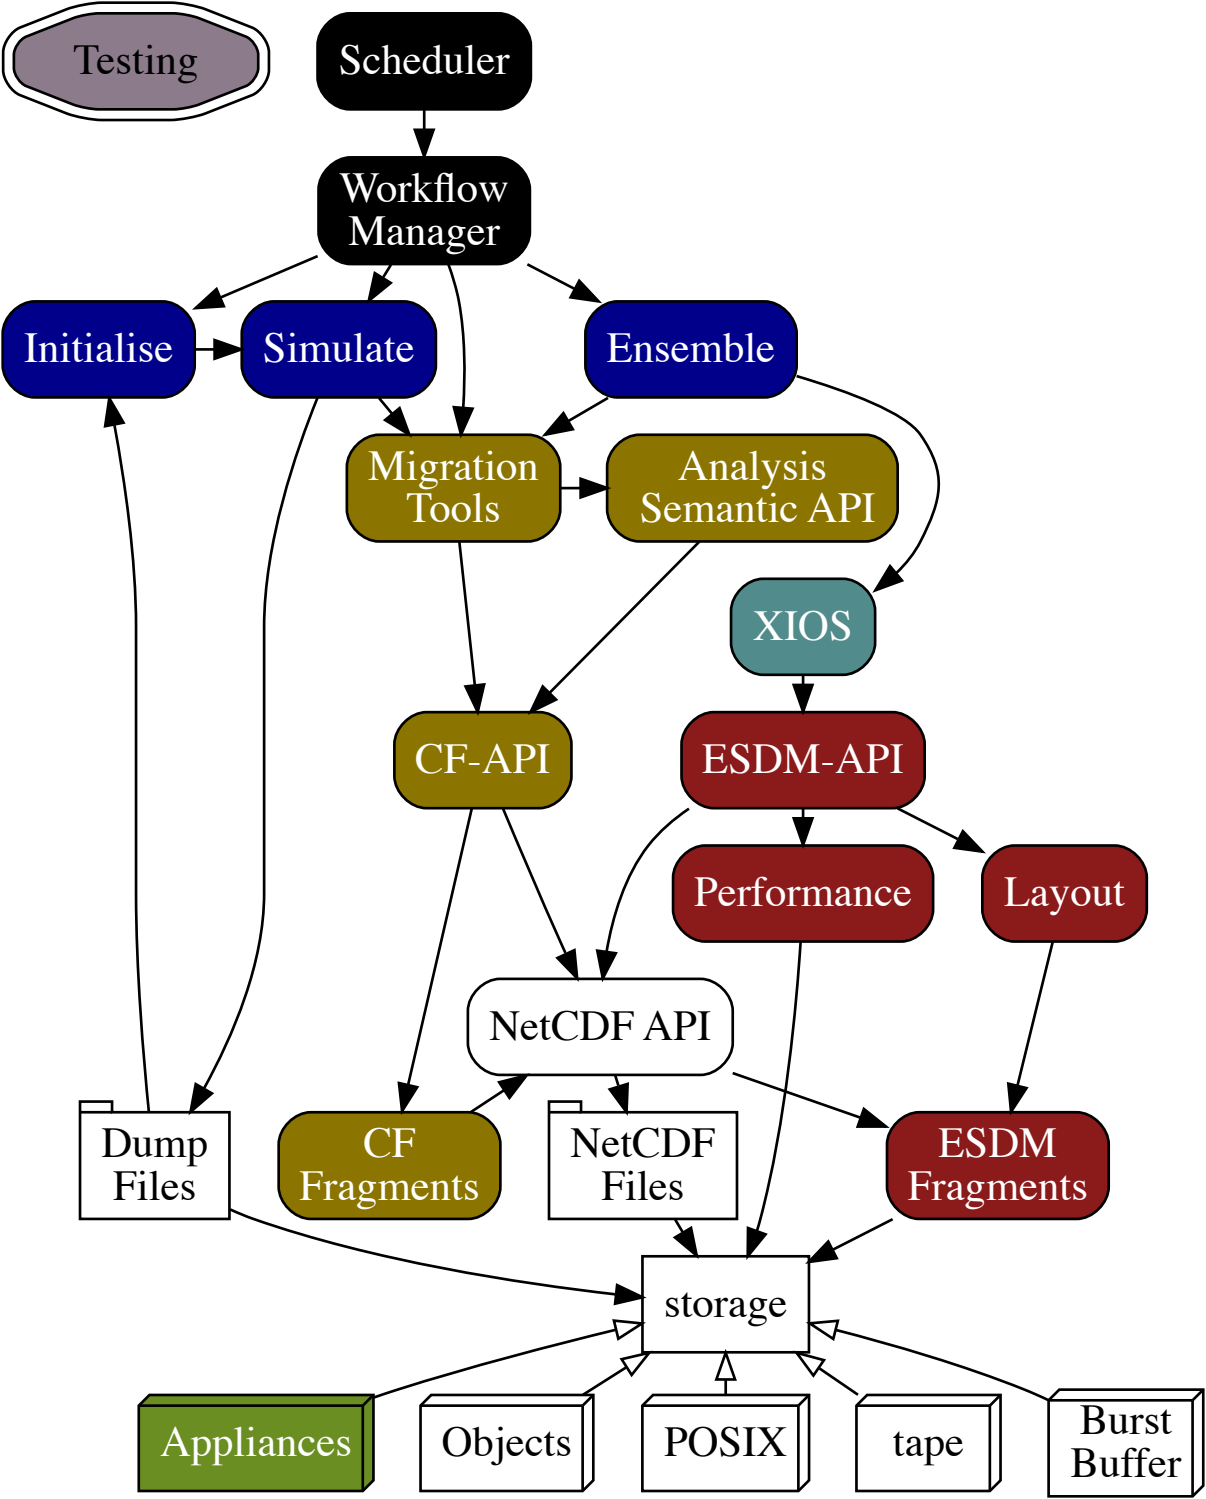 Testing
Scheduler
Workflow
Manager
Initialise
Simulate
Ensemble
Migration
Tools
Analysis
Semantic API
XIOS
CF-API
ESDM-API
Performance
Layout
NetCDF API
Dump
Files
CF
Fragments
NetCDF
Files
ESDM
Fragments
storage
Appliances
Objects
POSIX
tape
Burst
Buffer